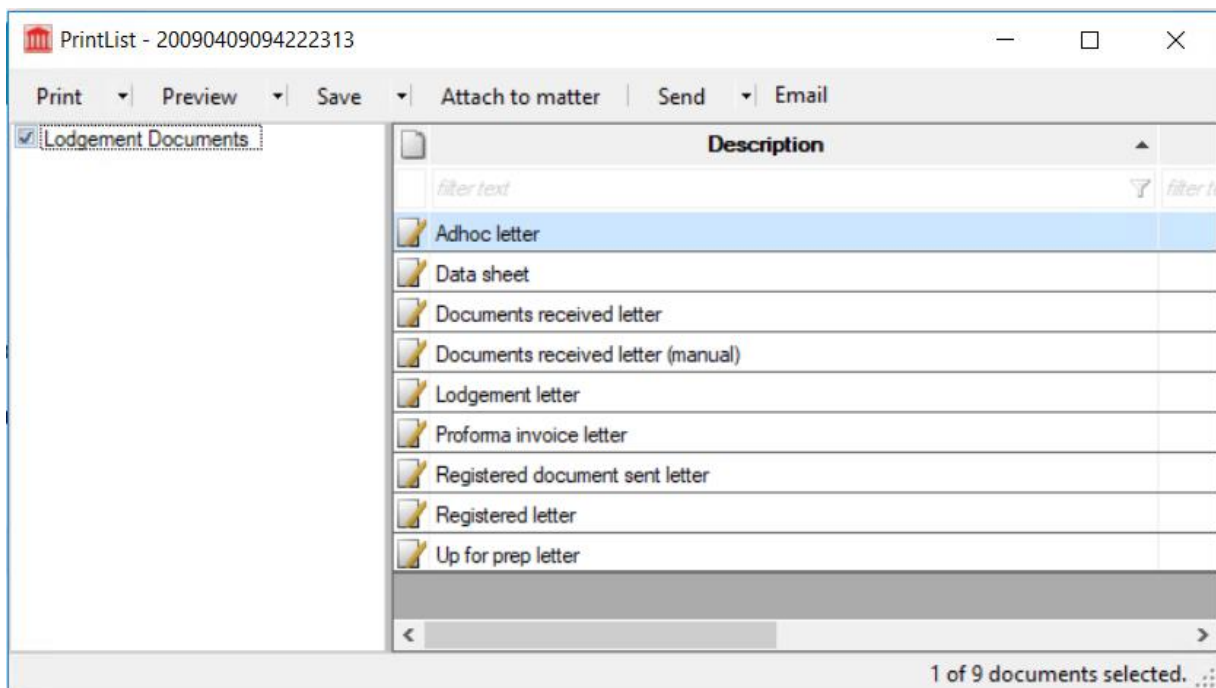 PrintList - 20090409094222313
Print Preview Save Attach to matter Send Email
Lodgement Documents
Description
filter text
Adhoc letter
Data sheet
Documents received letter
Documents received letter (manual)
Lodgement letter
Proforma invoice letter
Registered document sent letter
Registered letter
Up for prep letter
1 of 9 documents selected.